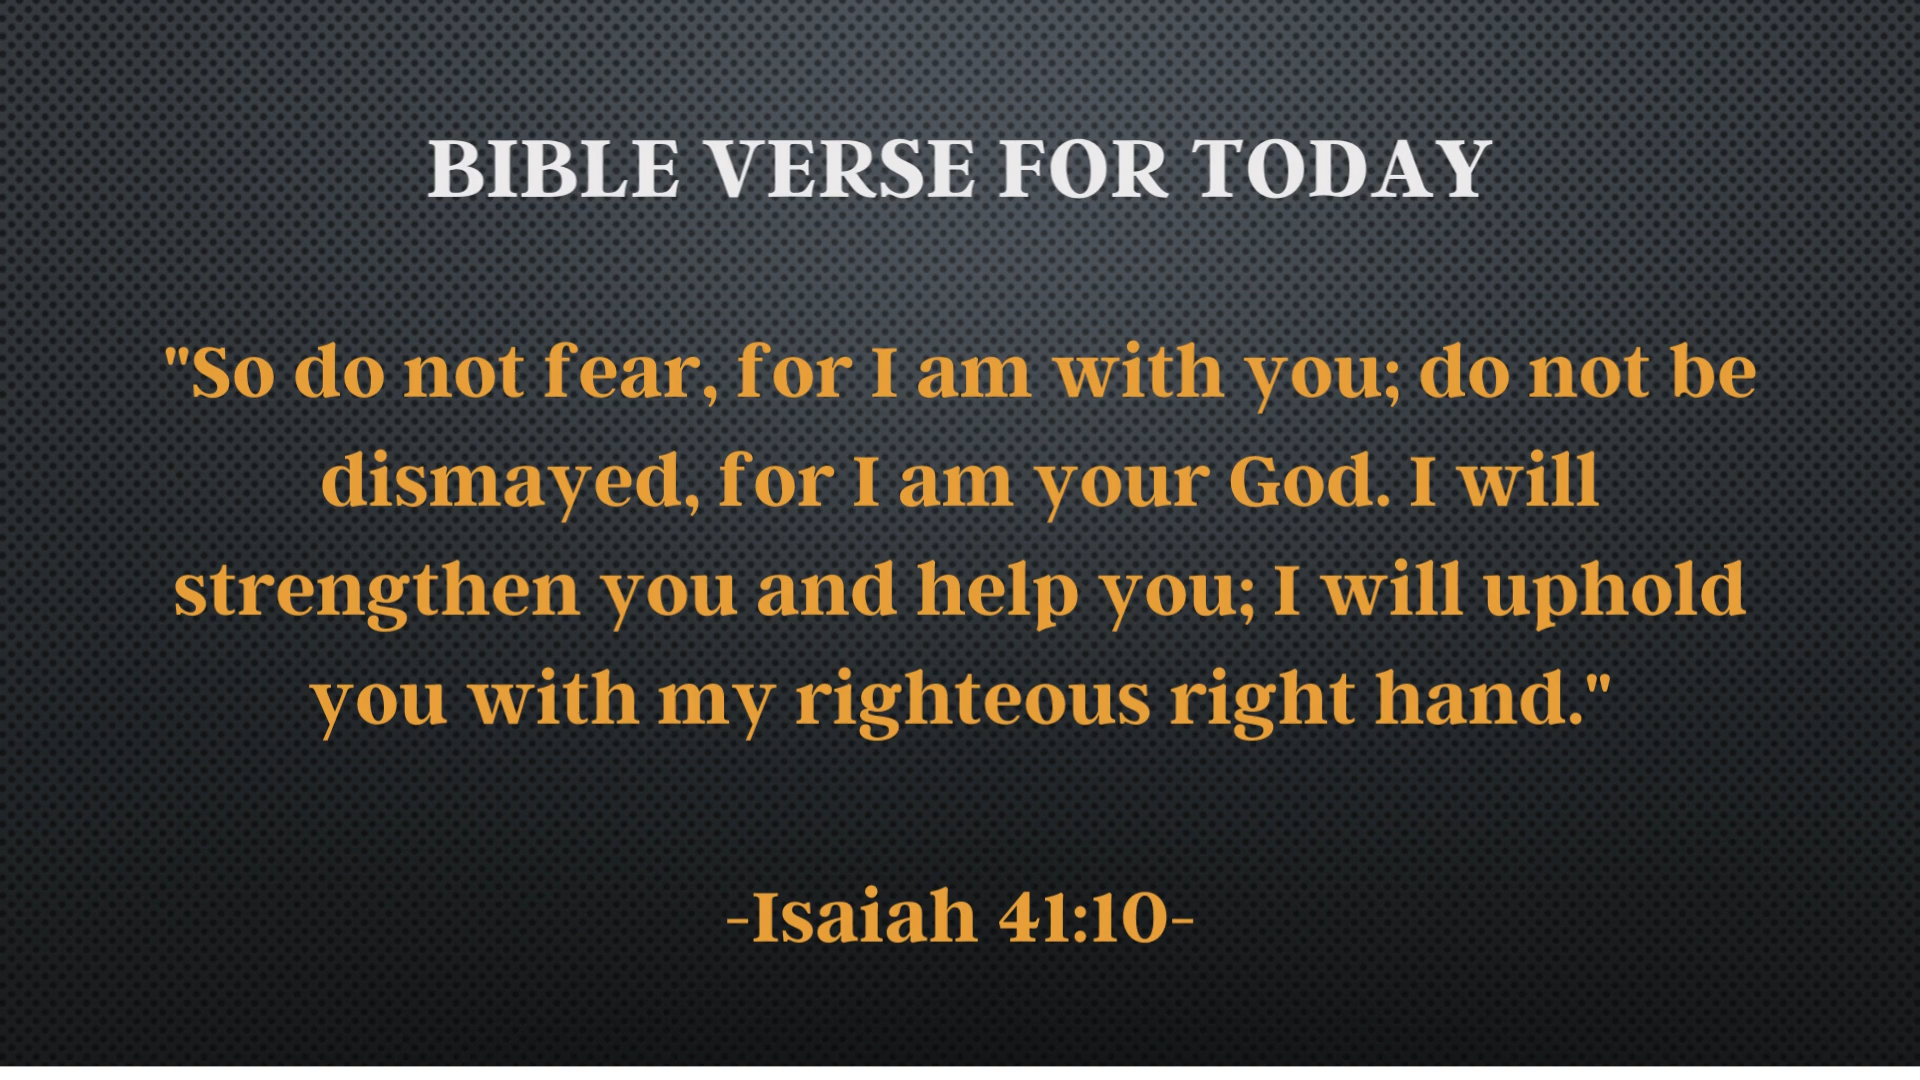 BIBLE VERSE FOR TODAY
"So do not fear, for I am with you; do not be
dismayed, for I am your God. I will
strengthen you and help you; I will uphold
you with my righteous right hand."
-Isaiah 41:10-